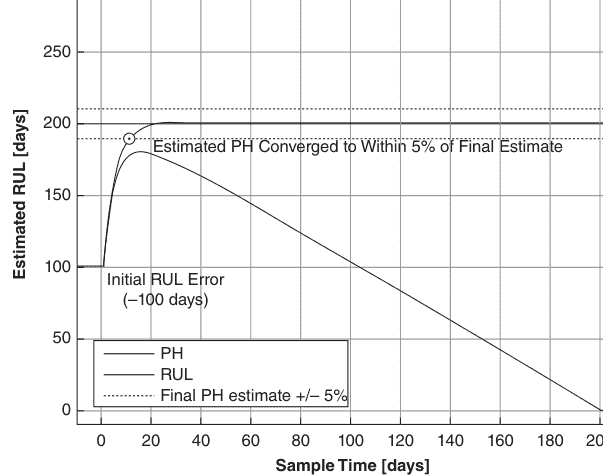 250
200
150
100
50
0
Estimated RUL [days]
Estimated PH Converged to Within 5% of Final Estimate
Initial RUL Error
(–100 days)
PH
RUL
Final PH estimate +/– 5%
0 20 40 60 80 100 120 140 160 180 200
Sample Time [days]